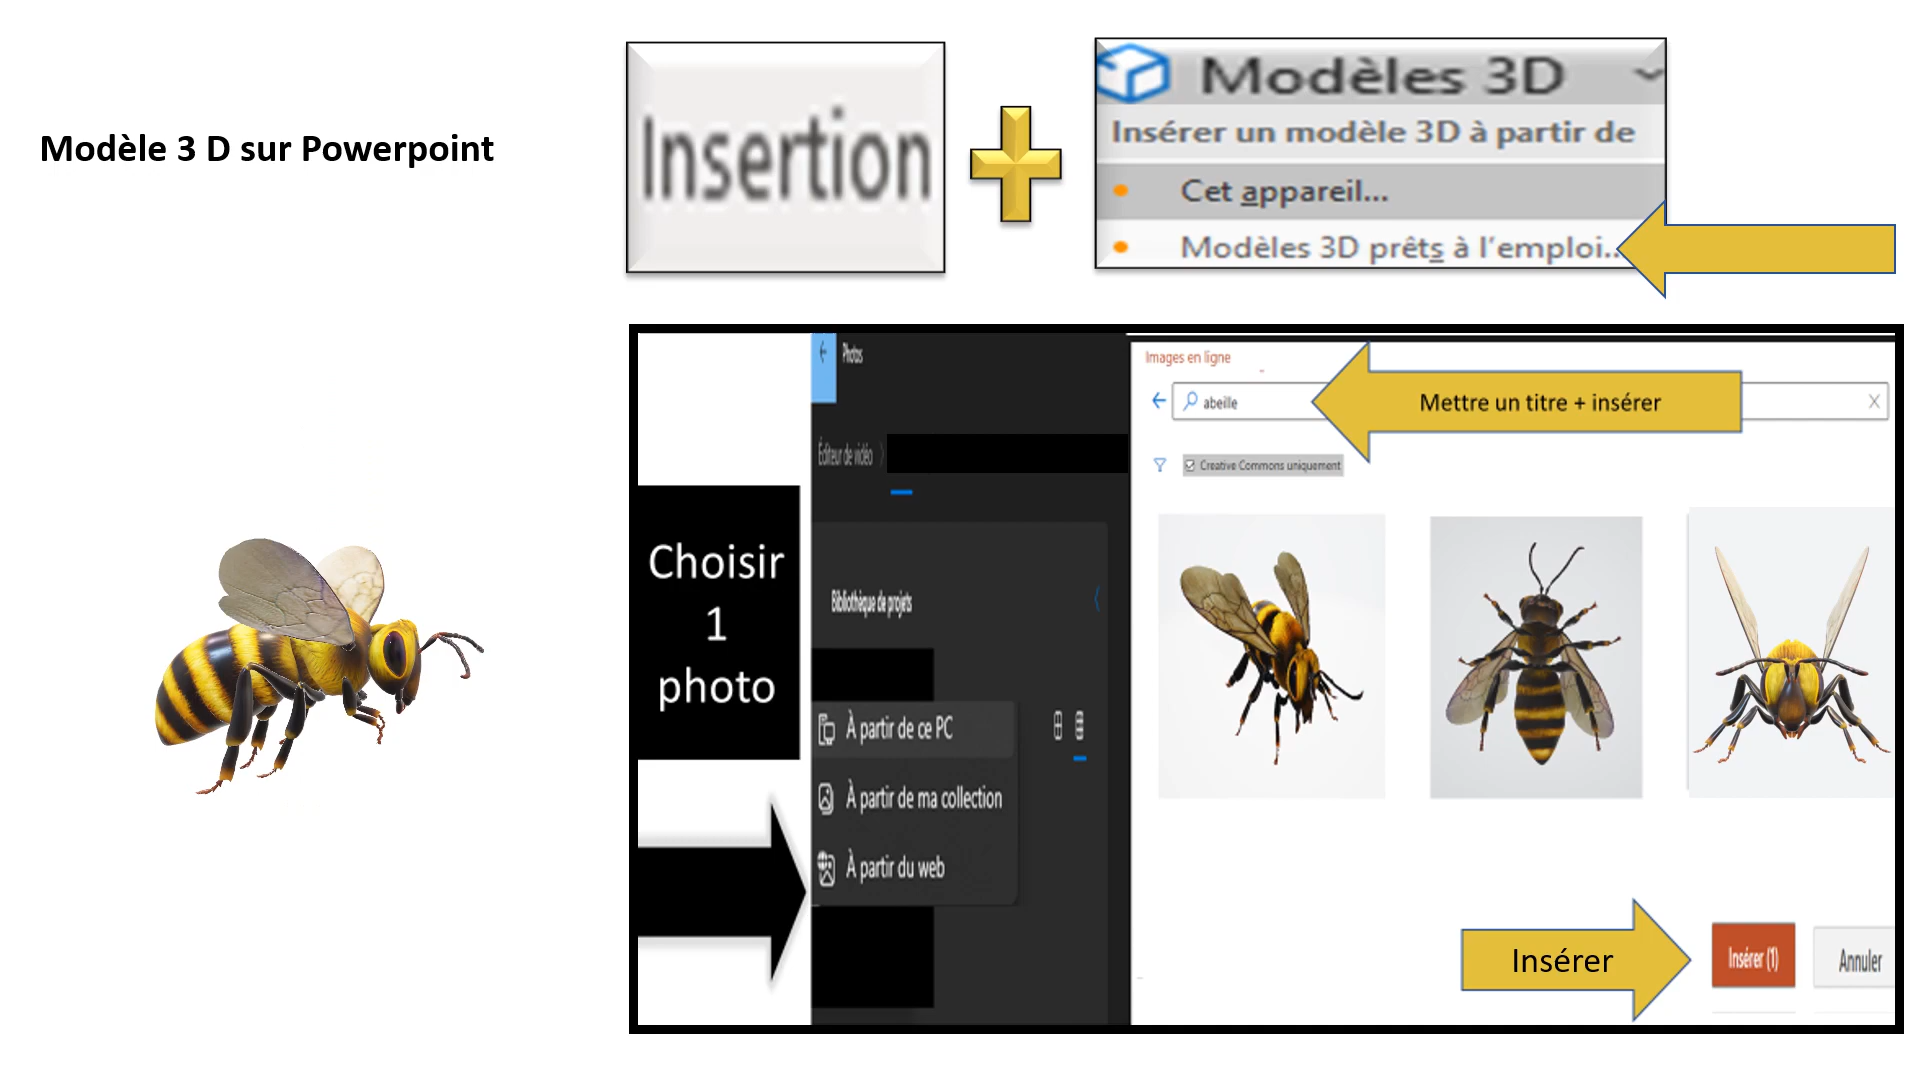 Modèle 3 D sur Powerpoint
Insertion
Modèles 3D
Insérer un modèle 3D à partir de
Cet appareil...
Modèles 3D prêts à l'emploi..
Choisir
1
photo
Photos
Éditeur de vidéo
Bibliothèque de projets
À partir de ce PC
À partir de ma collection
À partir du web
Images en ligne
abeille
Mettre un titre + insérer
Creative Commons uniquement
Insérer
Insérer (1)
Annuler